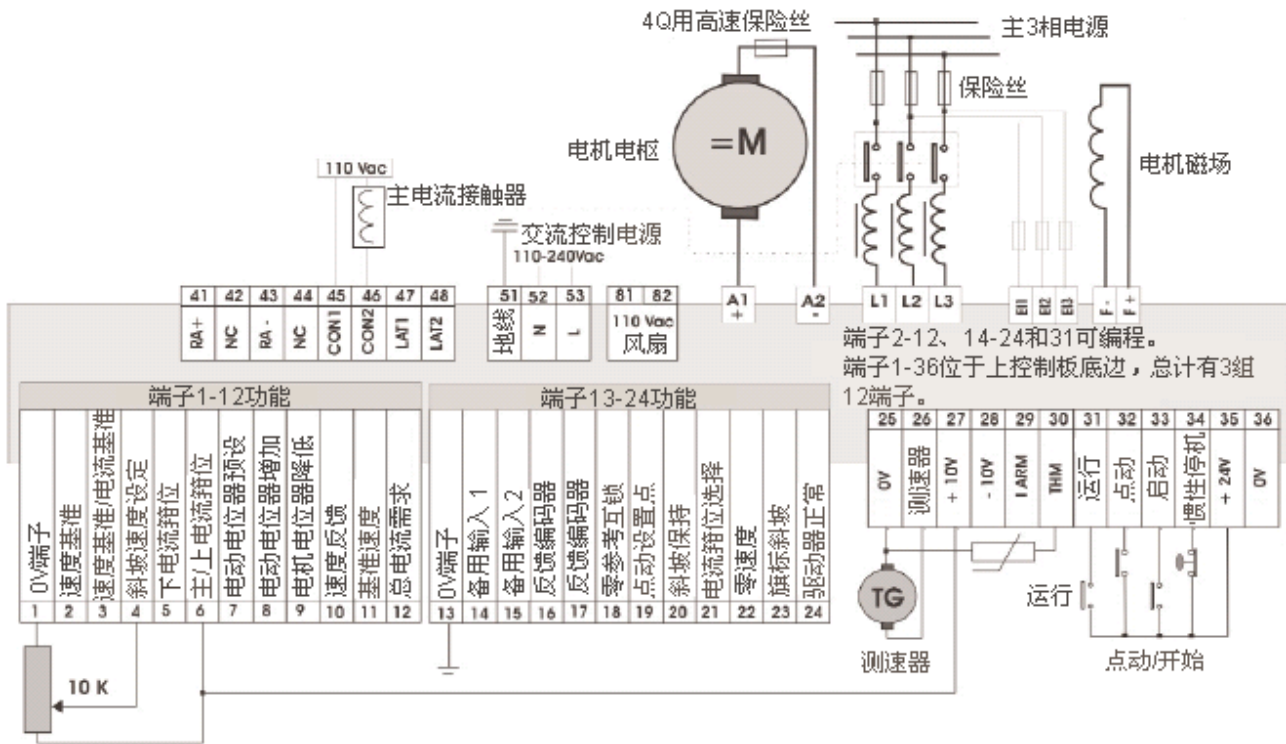 4Q用高速保险丝
主3相电源
保险丝
=M
电机电枢
电机磁场
110 Vac
主电流接触器
交流控制电源
110-240Vac
41 42 43 44 45 46 47 48
RA+ NC RA - NC CON1 CON2 LAT1 LAT2
51 52 53
地线 N L
81 82
110 Vac
风扇
A1 +
A2 -
L1 L2 L3
EI1 EI2 EI3
F - F+
端子2-12、14-24和31可编程。
端子1-36位于上控制板底边，总计有3组
12端子。
端子1-12功能
0V端子
速度基准
速度基准/电流基准
斜坡速度设定
下电流箝位
主/上电流箝位
电动电位器预设
电动电位器增加
电机电位器降低
速度反馈
基准速度
总电流需求
1 2 3 4 5 6 7 8 9 10 11 12
端子13-24功能
0V端子
备用输入 1
备用输入 2
反馈编码器
反馈编码器
零参考互锁
点动设置点
斜坡保持
电流箝位选择
零速度
旗标斜坡
驱动器正常
13 14 15 16 17 18 19 20 21 22 23 24
25 26 27 28 29 30 31 32 33 34 35 36
0V
测速器
+ 10V
- 10V
I ARM
THM
运行
点动
启动
惯性停机
+ 24V
0V
TG
测速器
运行
点动/开始
10 K